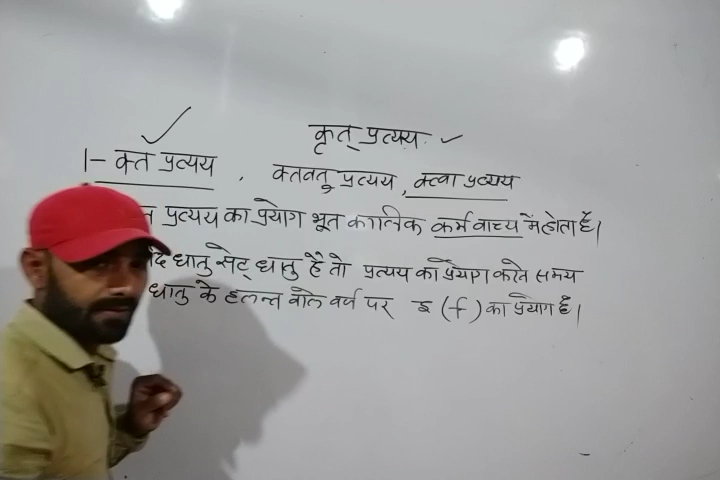 कृत् प्रत्यय
1- क्त प्रत्यय , क्तवतु प्रत्यय, क्त्वा प्रत्यय
प्रत्यय का प्रयोग भूत कालिक कर्म वाच्य में होता है।
धातु सेट् धातु है तो प्रत्यय का प्रयोग करते समय
धातु के हलन्त वाले वर्ण पर इ (ि) का प्रयोग है।